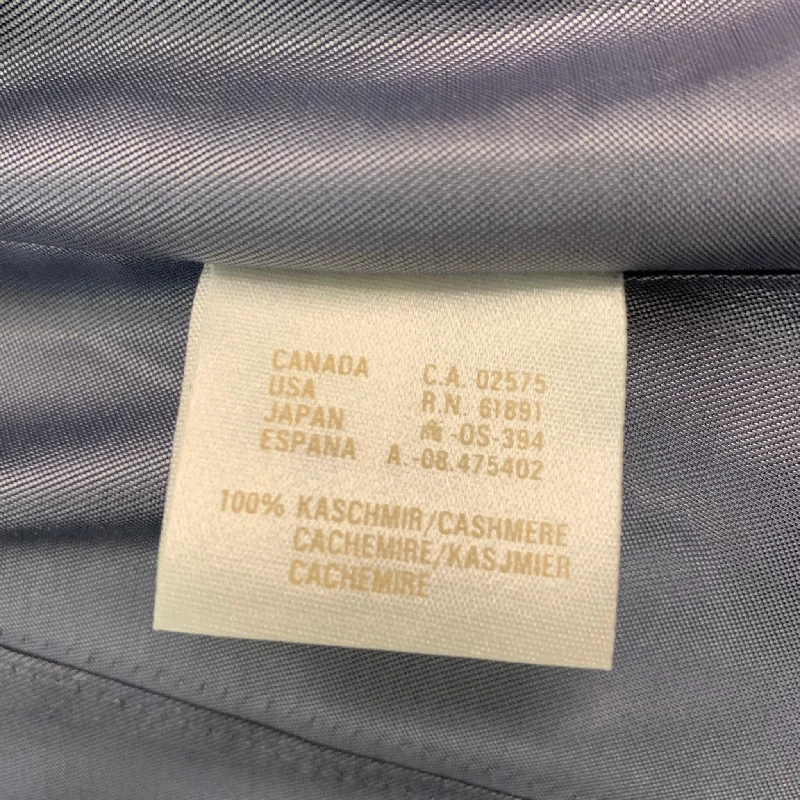 CANADA C.A. 02575
USA R.N. 61891
JAPAN -OS-394
ESPANA A.-08.475402
100% KASCHMIR/CASHMERE
CACHEMIRE/KASJMIER
CACHEMIRE